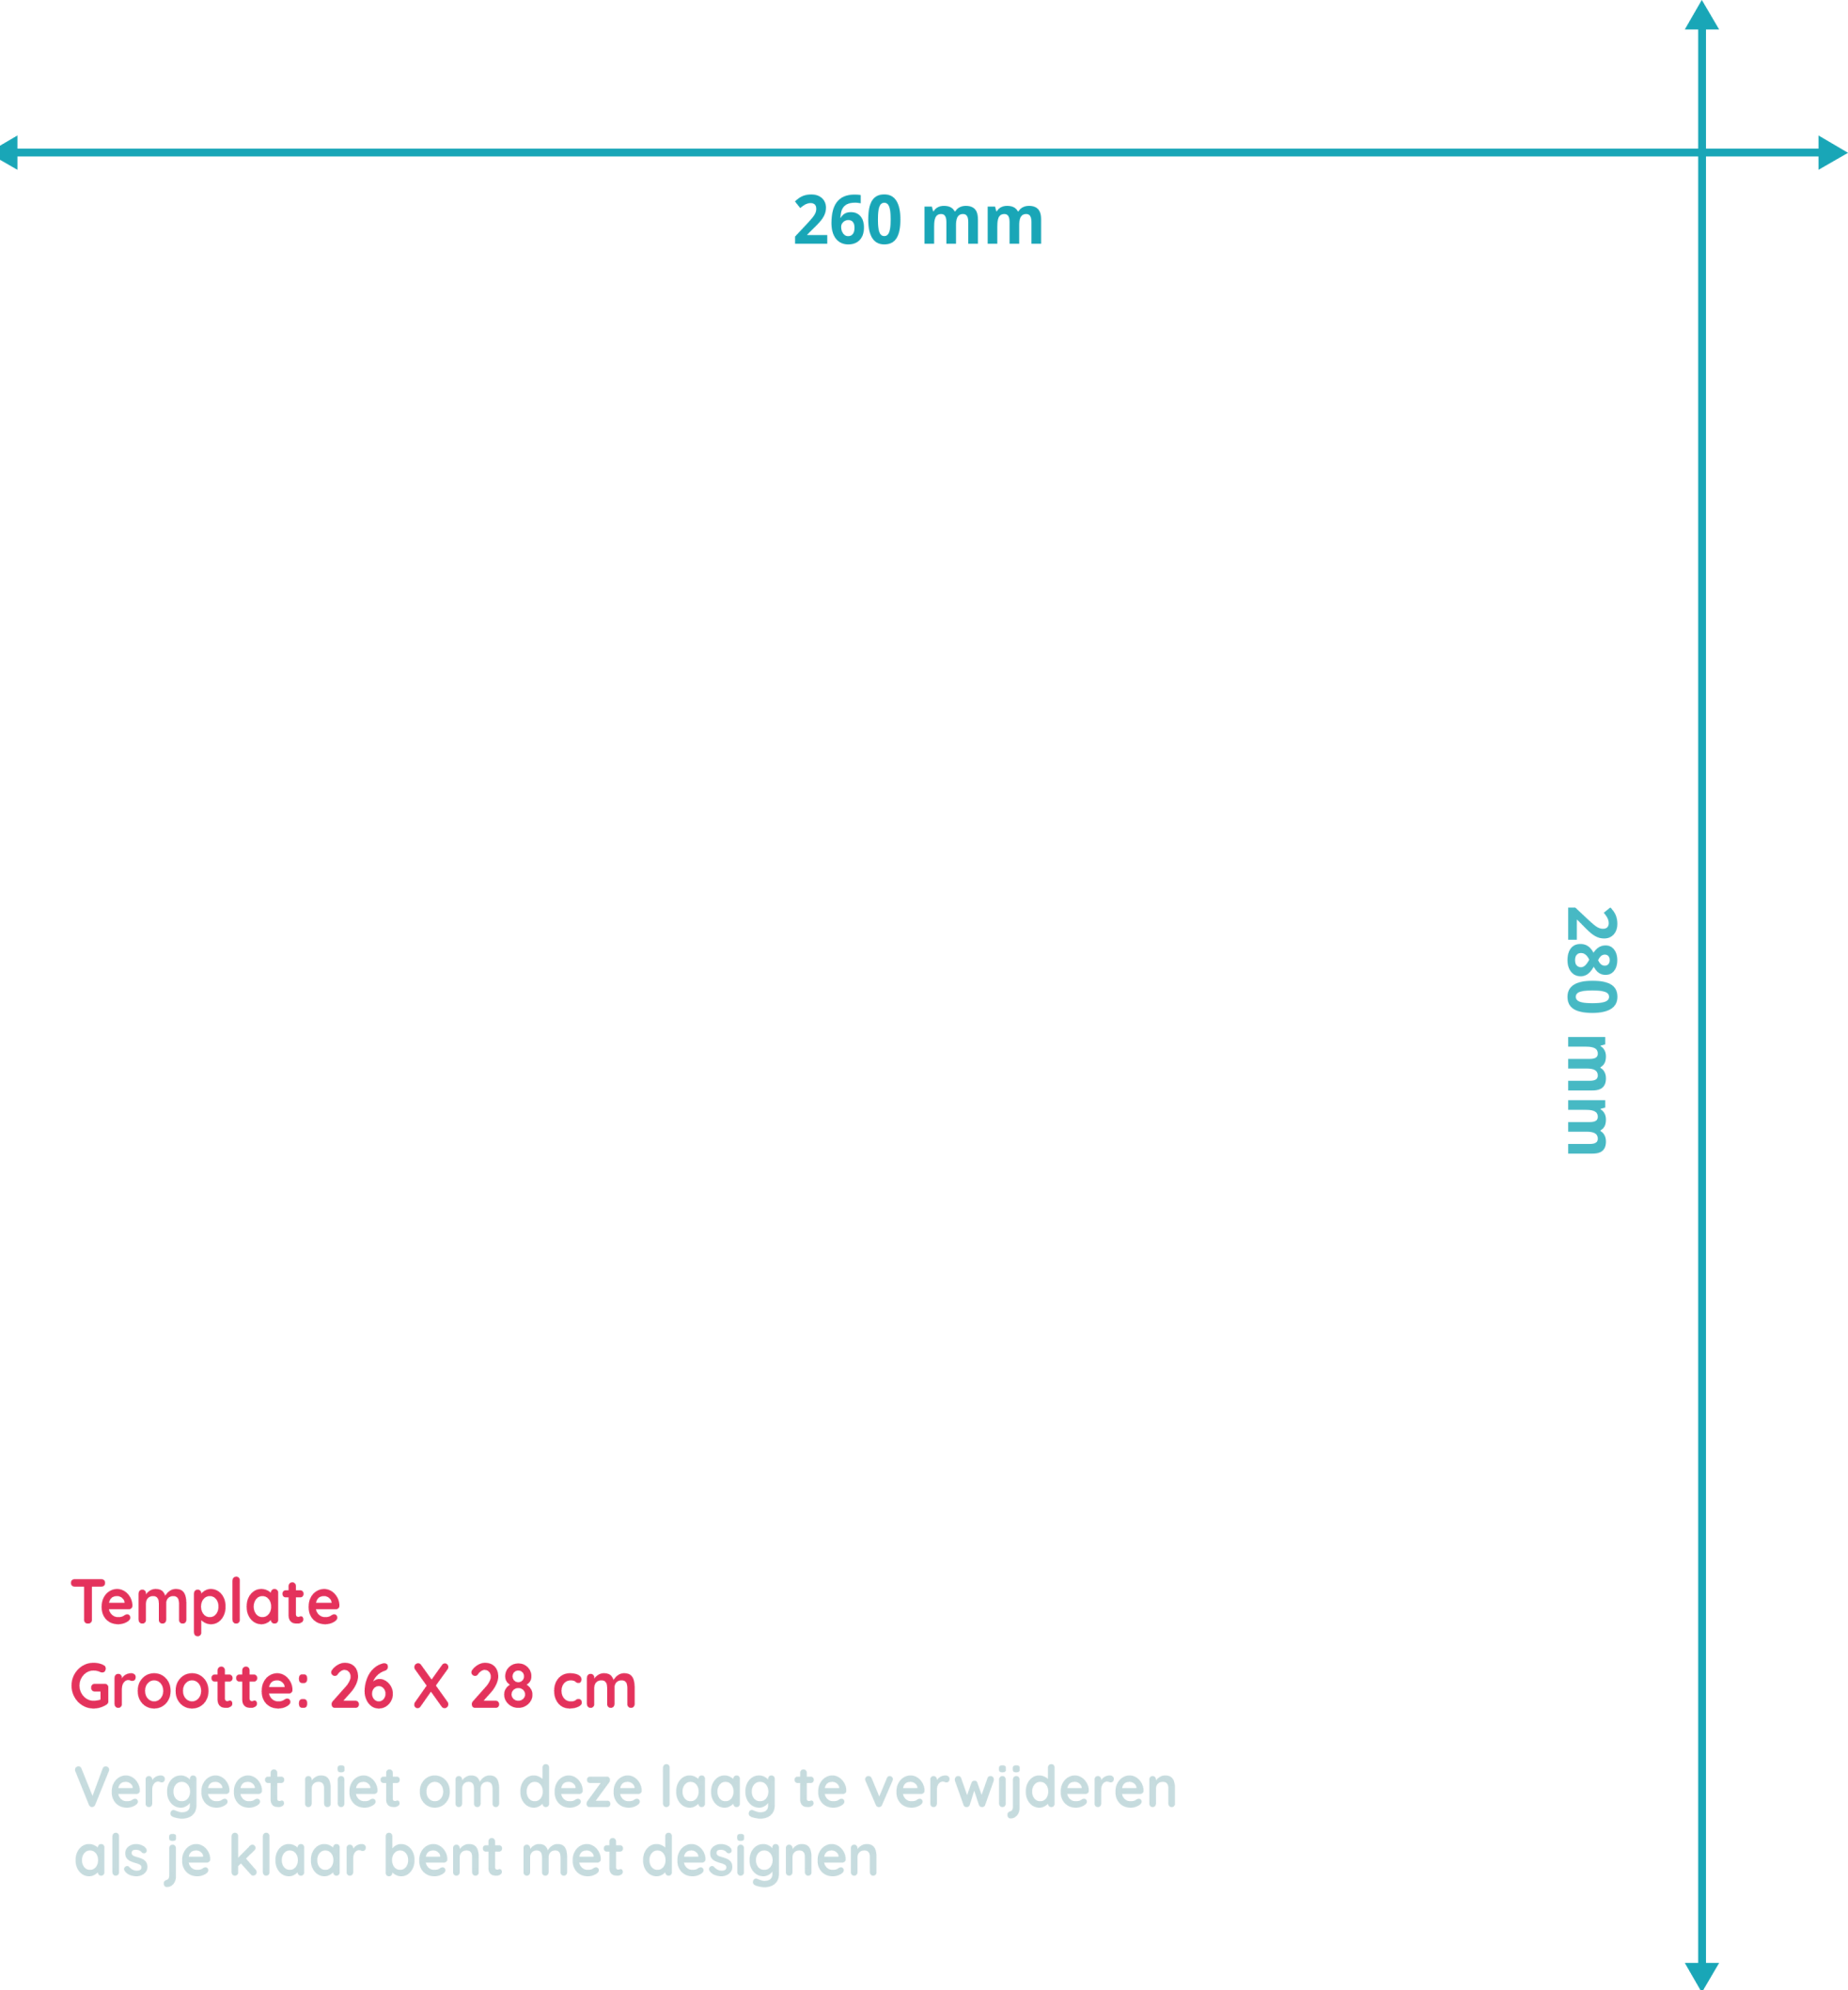 260 mm
280 mm
Template
Grootte: 26 X 28 cm
Vergeet niet om deze laag te verwijderen
als je klaar bent met designen